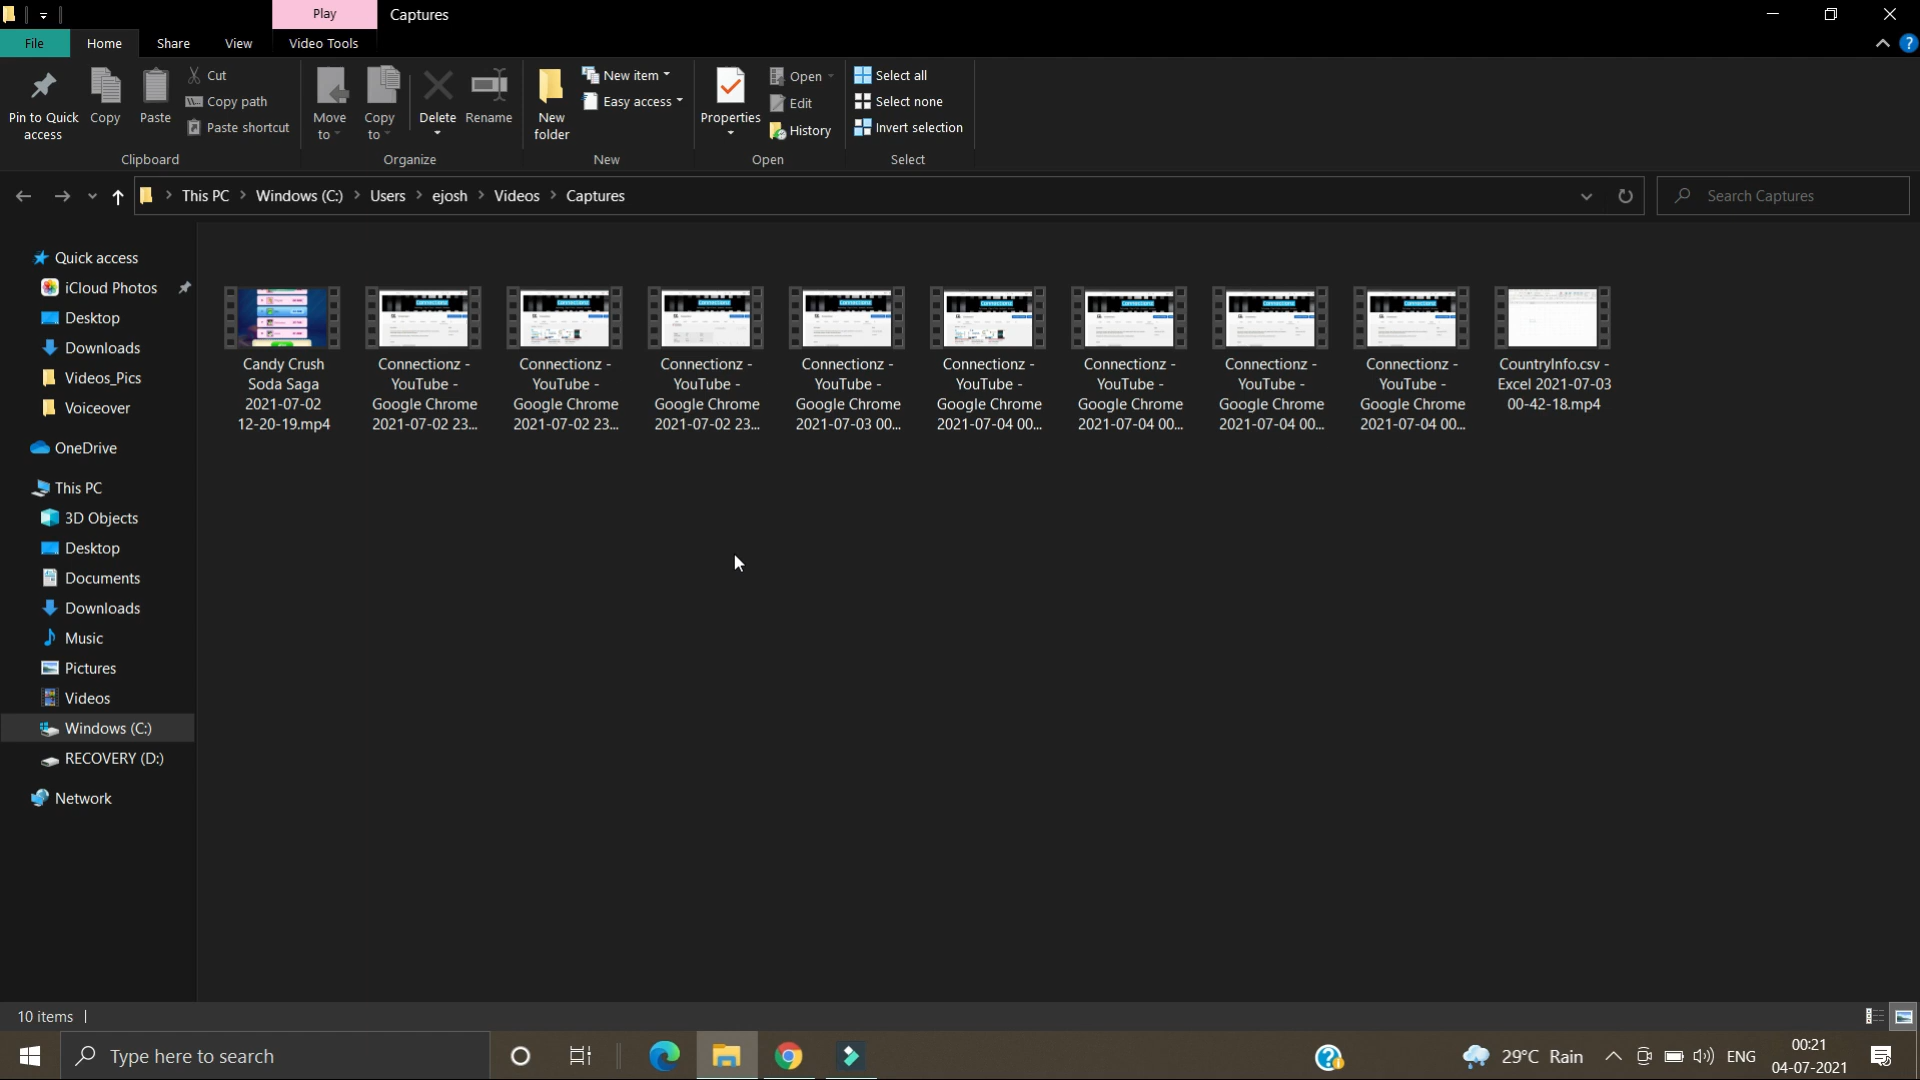 Play
Captures
File
Home
Share
View
Video Tools
Pin to Quick
access
Copy
Paste
Cut
Copy path
Paste shortcut
Clipboard
Move
to
Copy
to
Delete
Rename
Organize
New
folder
New item
Easy access
New
Properties
Open
Edit
History
Open
Select all
Select none
Invert selection
Select
This PC
Windows (C:)
Users
ejosh
Videos
Captures
Search Captures
Quick access
iCloud Photos
Desktop
Downloads
Videos_Pics
Voiceover
OneDrive
This PC
3D Objects
Desktop
Documents
Downloads
Music
Pictures
Videos
Windows (C:)
RECOVERY (D:)
Network
Candy Crush
Soda Saga
2021-07-02
12-20-19.mp4
Connectionz -
YouTube -
Google Chrome
2021-07-02 23...
Connectionz -
YouTube -
Google Chrome
2021-07-02 23...
Connectionz -
YouTube -
Google Chrome
2021-07-02 23...
Connectionz -
YouTube -
Google Chrome
2021-07-03 00...
Connectionz -
YouTube -
Google Chrome
2021-07-04 00...
Connectionz -
YouTube -
Google Chrome
2021-07-04 00...
Connectionz -
YouTube -
Google Chrome
2021-07-04 00...
Connectionz -
YouTube -
Google Chrome
2021-07-04 00...
CountryInfo.csv -
Excel 2021-07-03
00-42-18.mp4
10 items
Type here to search
29°C Rain
ENG
00:21
04-07-2021